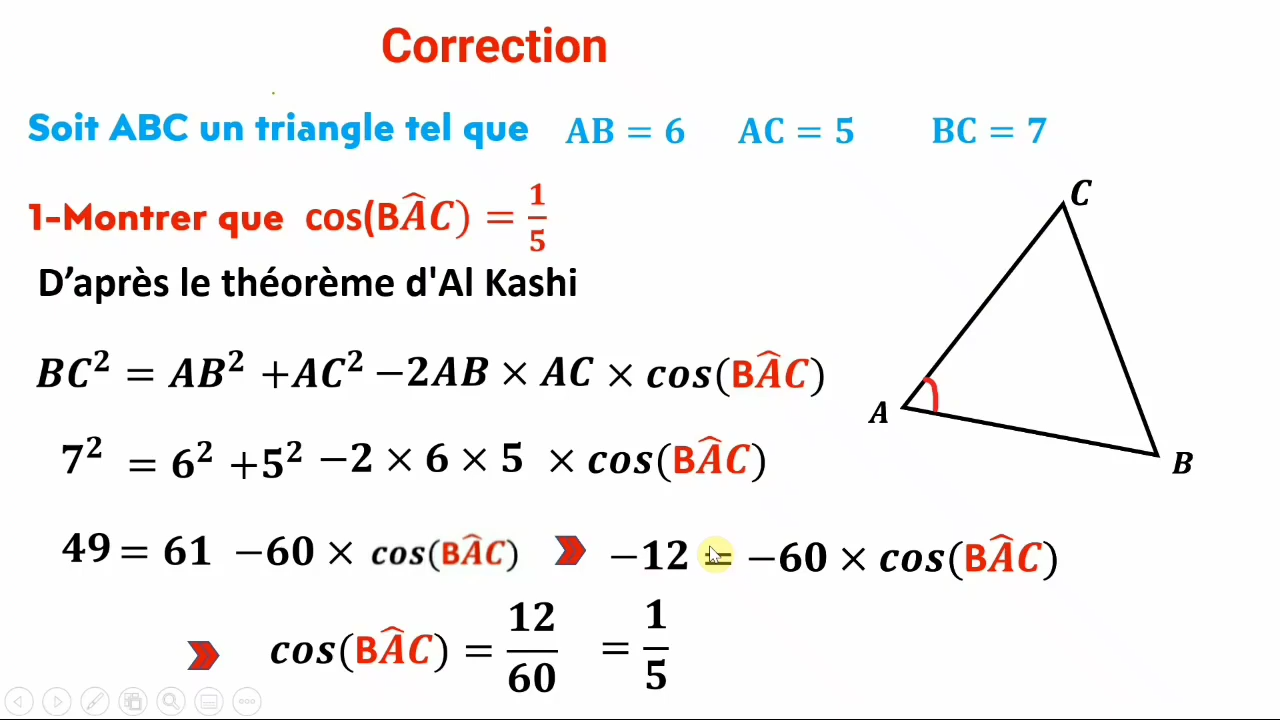 Correction
Soit ABC un triangle tel que AB = 6 AC = 5 BC = 7
1-Montrer que cos(BÂC) = 1/5
D’après le théorème d'Al Kashi
BC² = AB² +AC² −2AB × AC × cos(BÂC)
7² = 6² +5² −2 × 6 × 5 × cos(BÂC)
49 = 61 −60 × cos(BÂC) −12 = −60 × cos(BÂC)
cos(BÂC) = 12/60 = 1/5
C
A
B